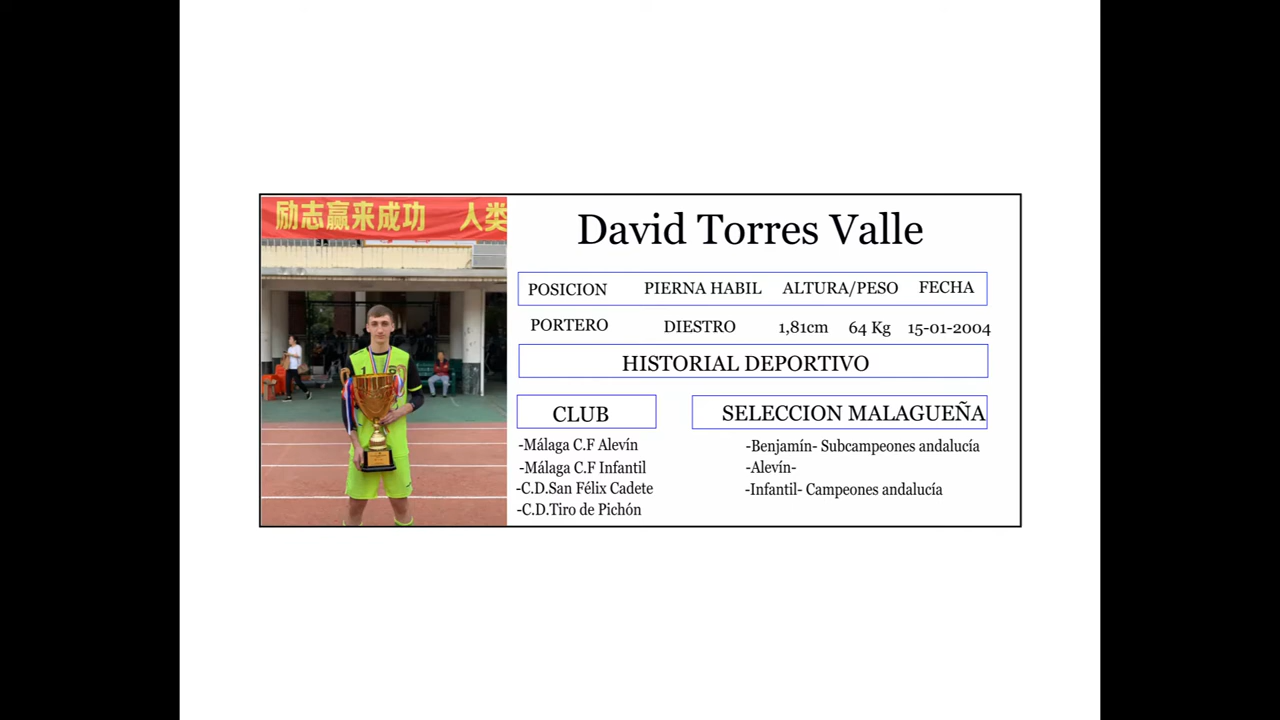 励志赢来成功 人类
David Torres Valle
POSICION PIERNA HABIL ALTURA/PESO FECHA
PORTERO DIESTRO 1,81cm 64 Kg 15-01-2004
HISTORIAL DEPORTIVO
CLUB
-Málaga C.F Alevín
-Málaga C.F Infantil
-C.D.San Félix Cadete
-C.D.Tiro de Pichón
SELECCION MALAGUEÑA
-Benjamín- Subcampeones andalucía
-Alevín-
-Infantil- Campeones andalucía